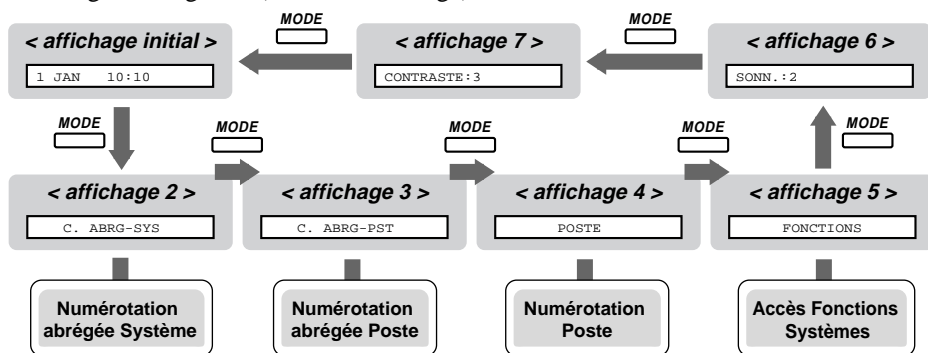 MODE
MODE
< affichage initial >
< affichage 7 >
< affichage 6 >
1 JAN 10:10
CONTRASTE:3
SONN.:2
MODE
MODE
MODE
MODE
MODE
< affichage 2 >
< affichage 3 >
< affichage 4 >
< affichage 5 >
C. ABRG-SYS
C. ABRG-PST
POSTE
FONCTIONS
Numérotation
abrégée Système
Numérotation
abrégée Poste
Numérotation
Poste
Accès Fonctions
Systèmes